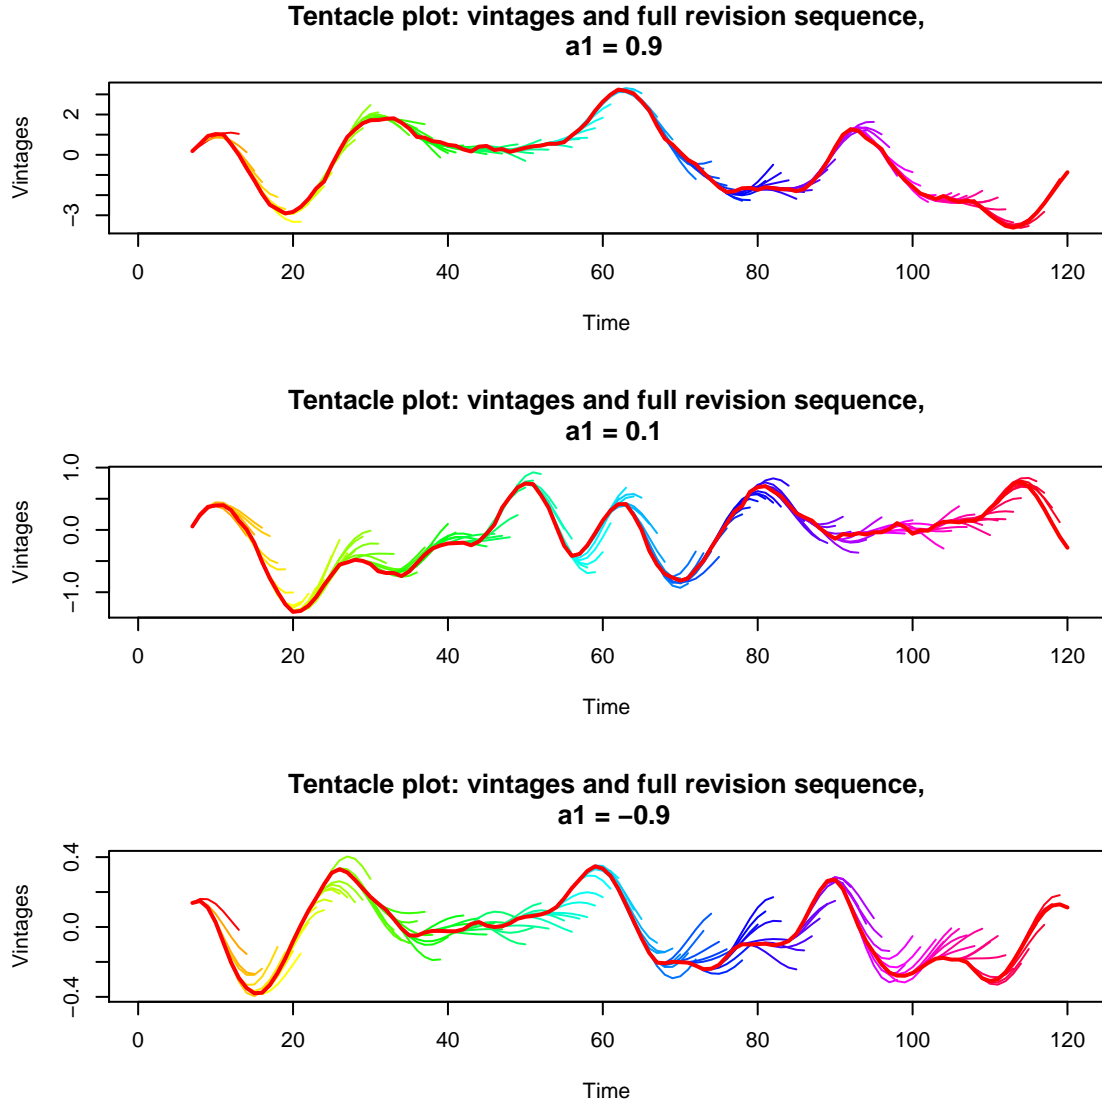 Tentacle plot: vintages and full revision sequence,
a1 = 0.9
Vintages
2
0
−3
0 20 40 60 80 100 120
Time
Tentacle plot: vintages and full revision sequence,
a1 = 0.1
Vintages
1.0
0.0
−1.0
0 20 40 60 80 100 120
Time
Tentacle plot: vintages and full revision sequence,
a1 = −0.9
Vintages
0.4
0.0
−0.4
0 20 40 60 80 100 120
Time